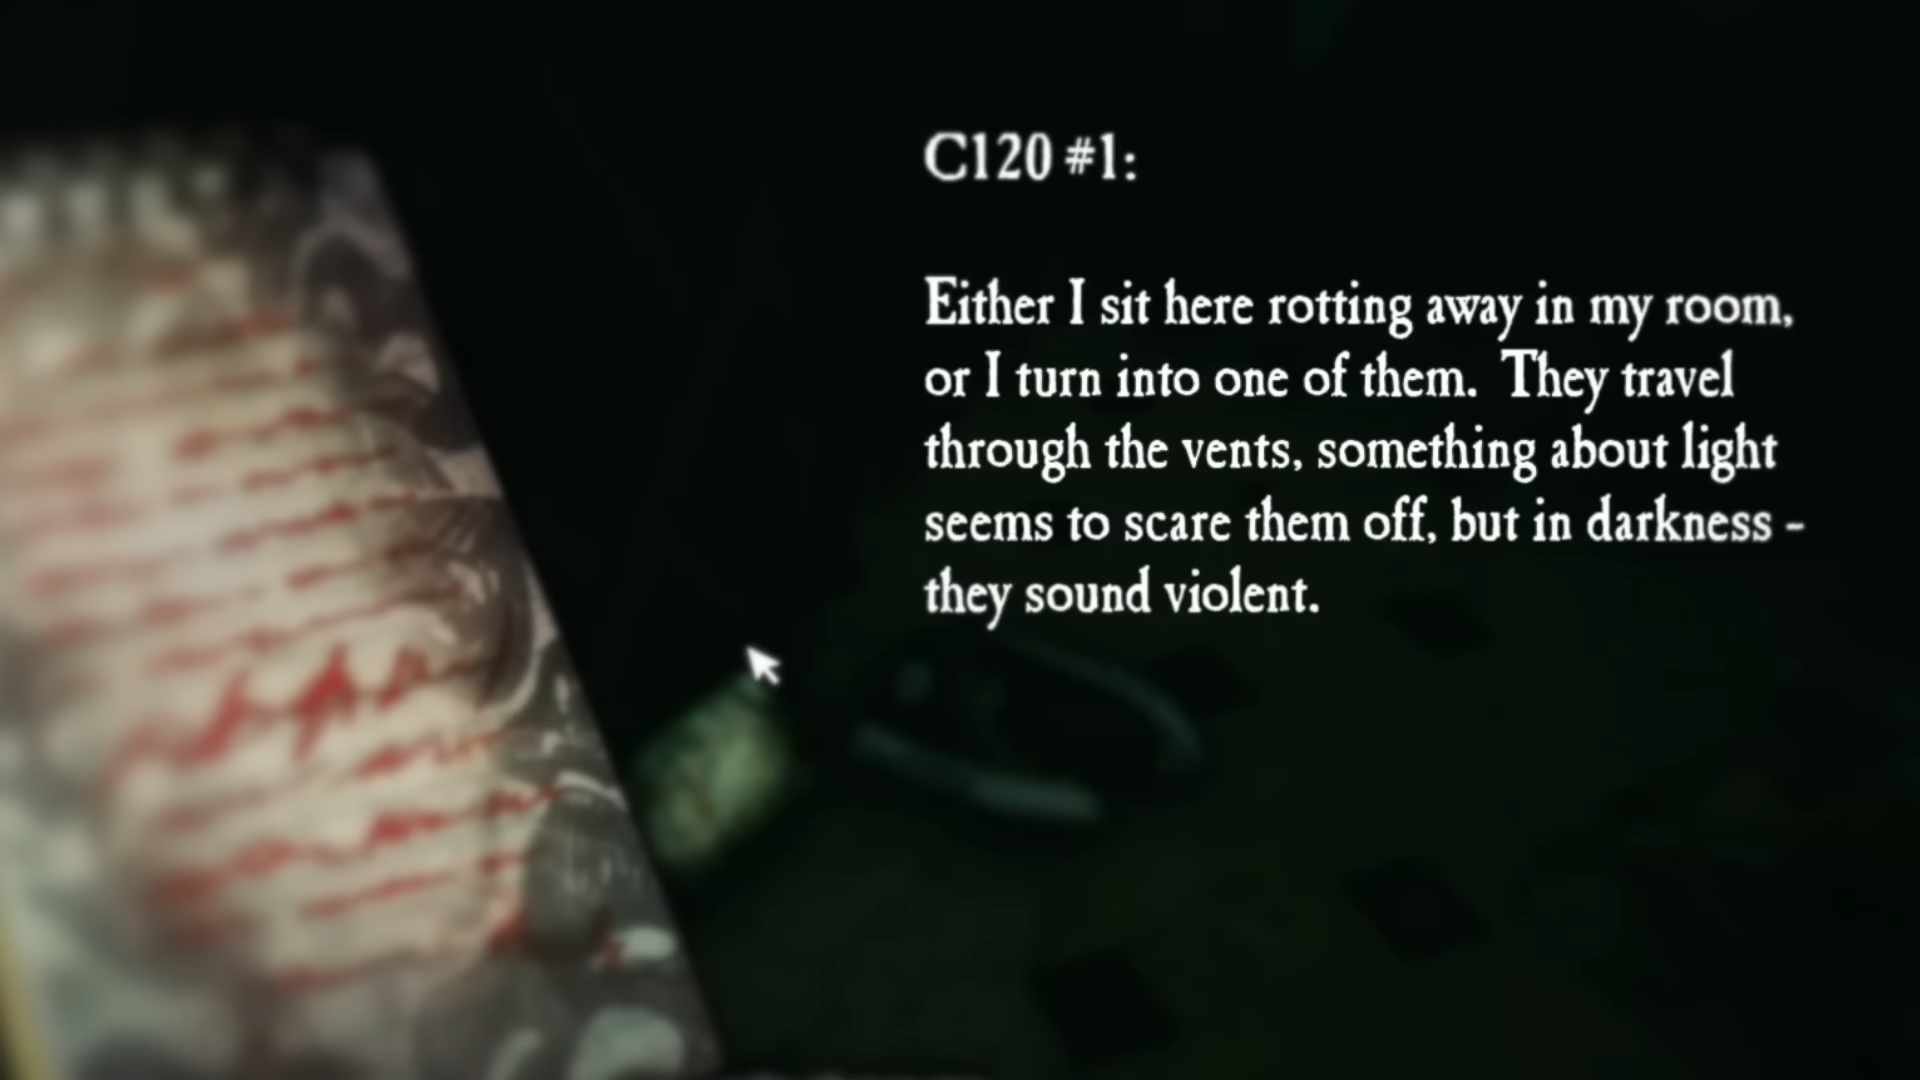 C120 #1:
Either I sit here rotting away in my room,
or I turn into one of them.  They travel
through the vents, something about light
seems to scare them off, but in darkness -
they sound violent.